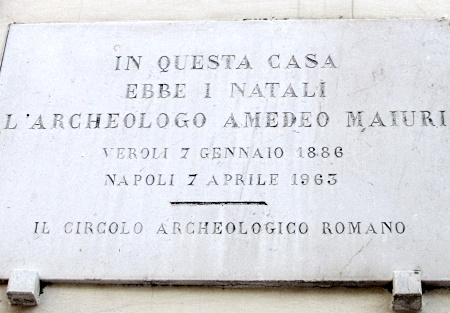 IN QUESTA CASA
EBBE I NATALI
L'ARCHEOLOGO AMEDEO MAIURI
VEROLI 7 GENNAIO 1886
NAPOLI 7 APRILE 1963
IL CIRCOLO ARCHEOLOGICO ROMANO